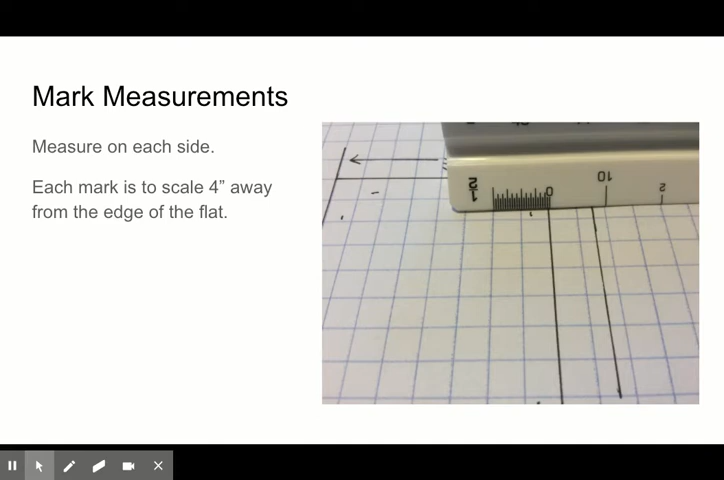 Mark Measurements
Measure on each side.
Each mark is to scale 4” away
from the edge of the flat.
1/2
0
10
2